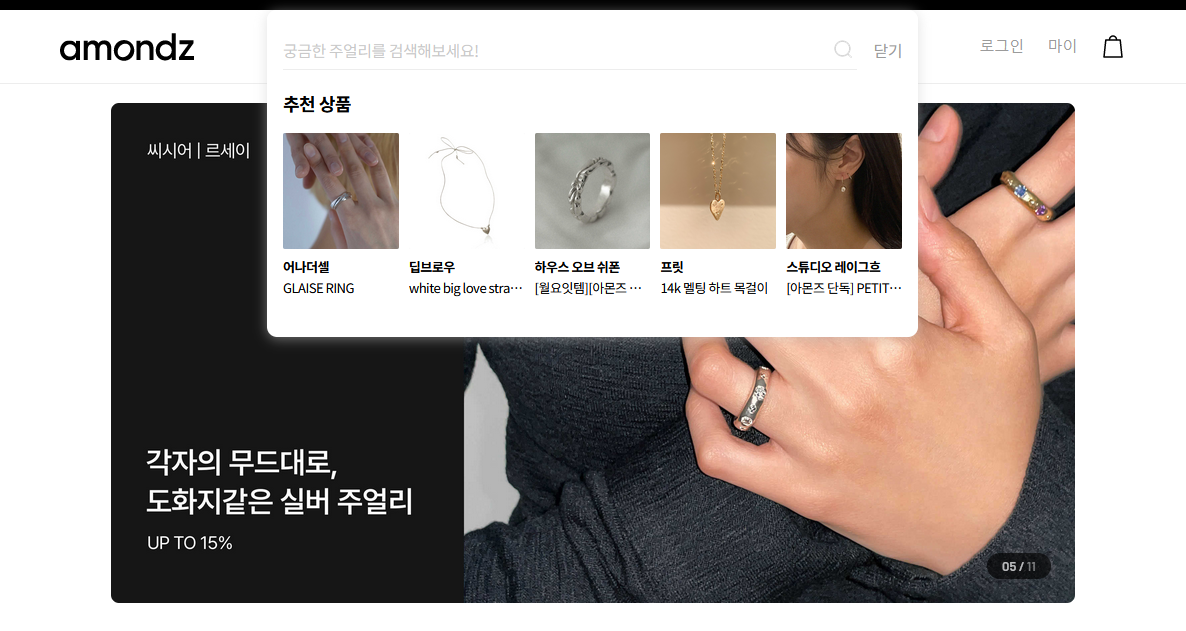 amondz
궁금한 주얼리를 검색해보세요!
닫기
로그인
마이
추천 상품
어나더셀
GLAISE RING
딥브로우
white big love stra···
하우스 오브 쉬폰
[월요잇템][아몬즈 ···
프릿
14k 멜팅 하트 목걸이
스튜디오 레이그흐
[아몬즈 단독] PETIT···
씨시어 | 르세이
각자의 무드대로,
도화지같은 실버 주얼리
UP TO 15%
05 / 11